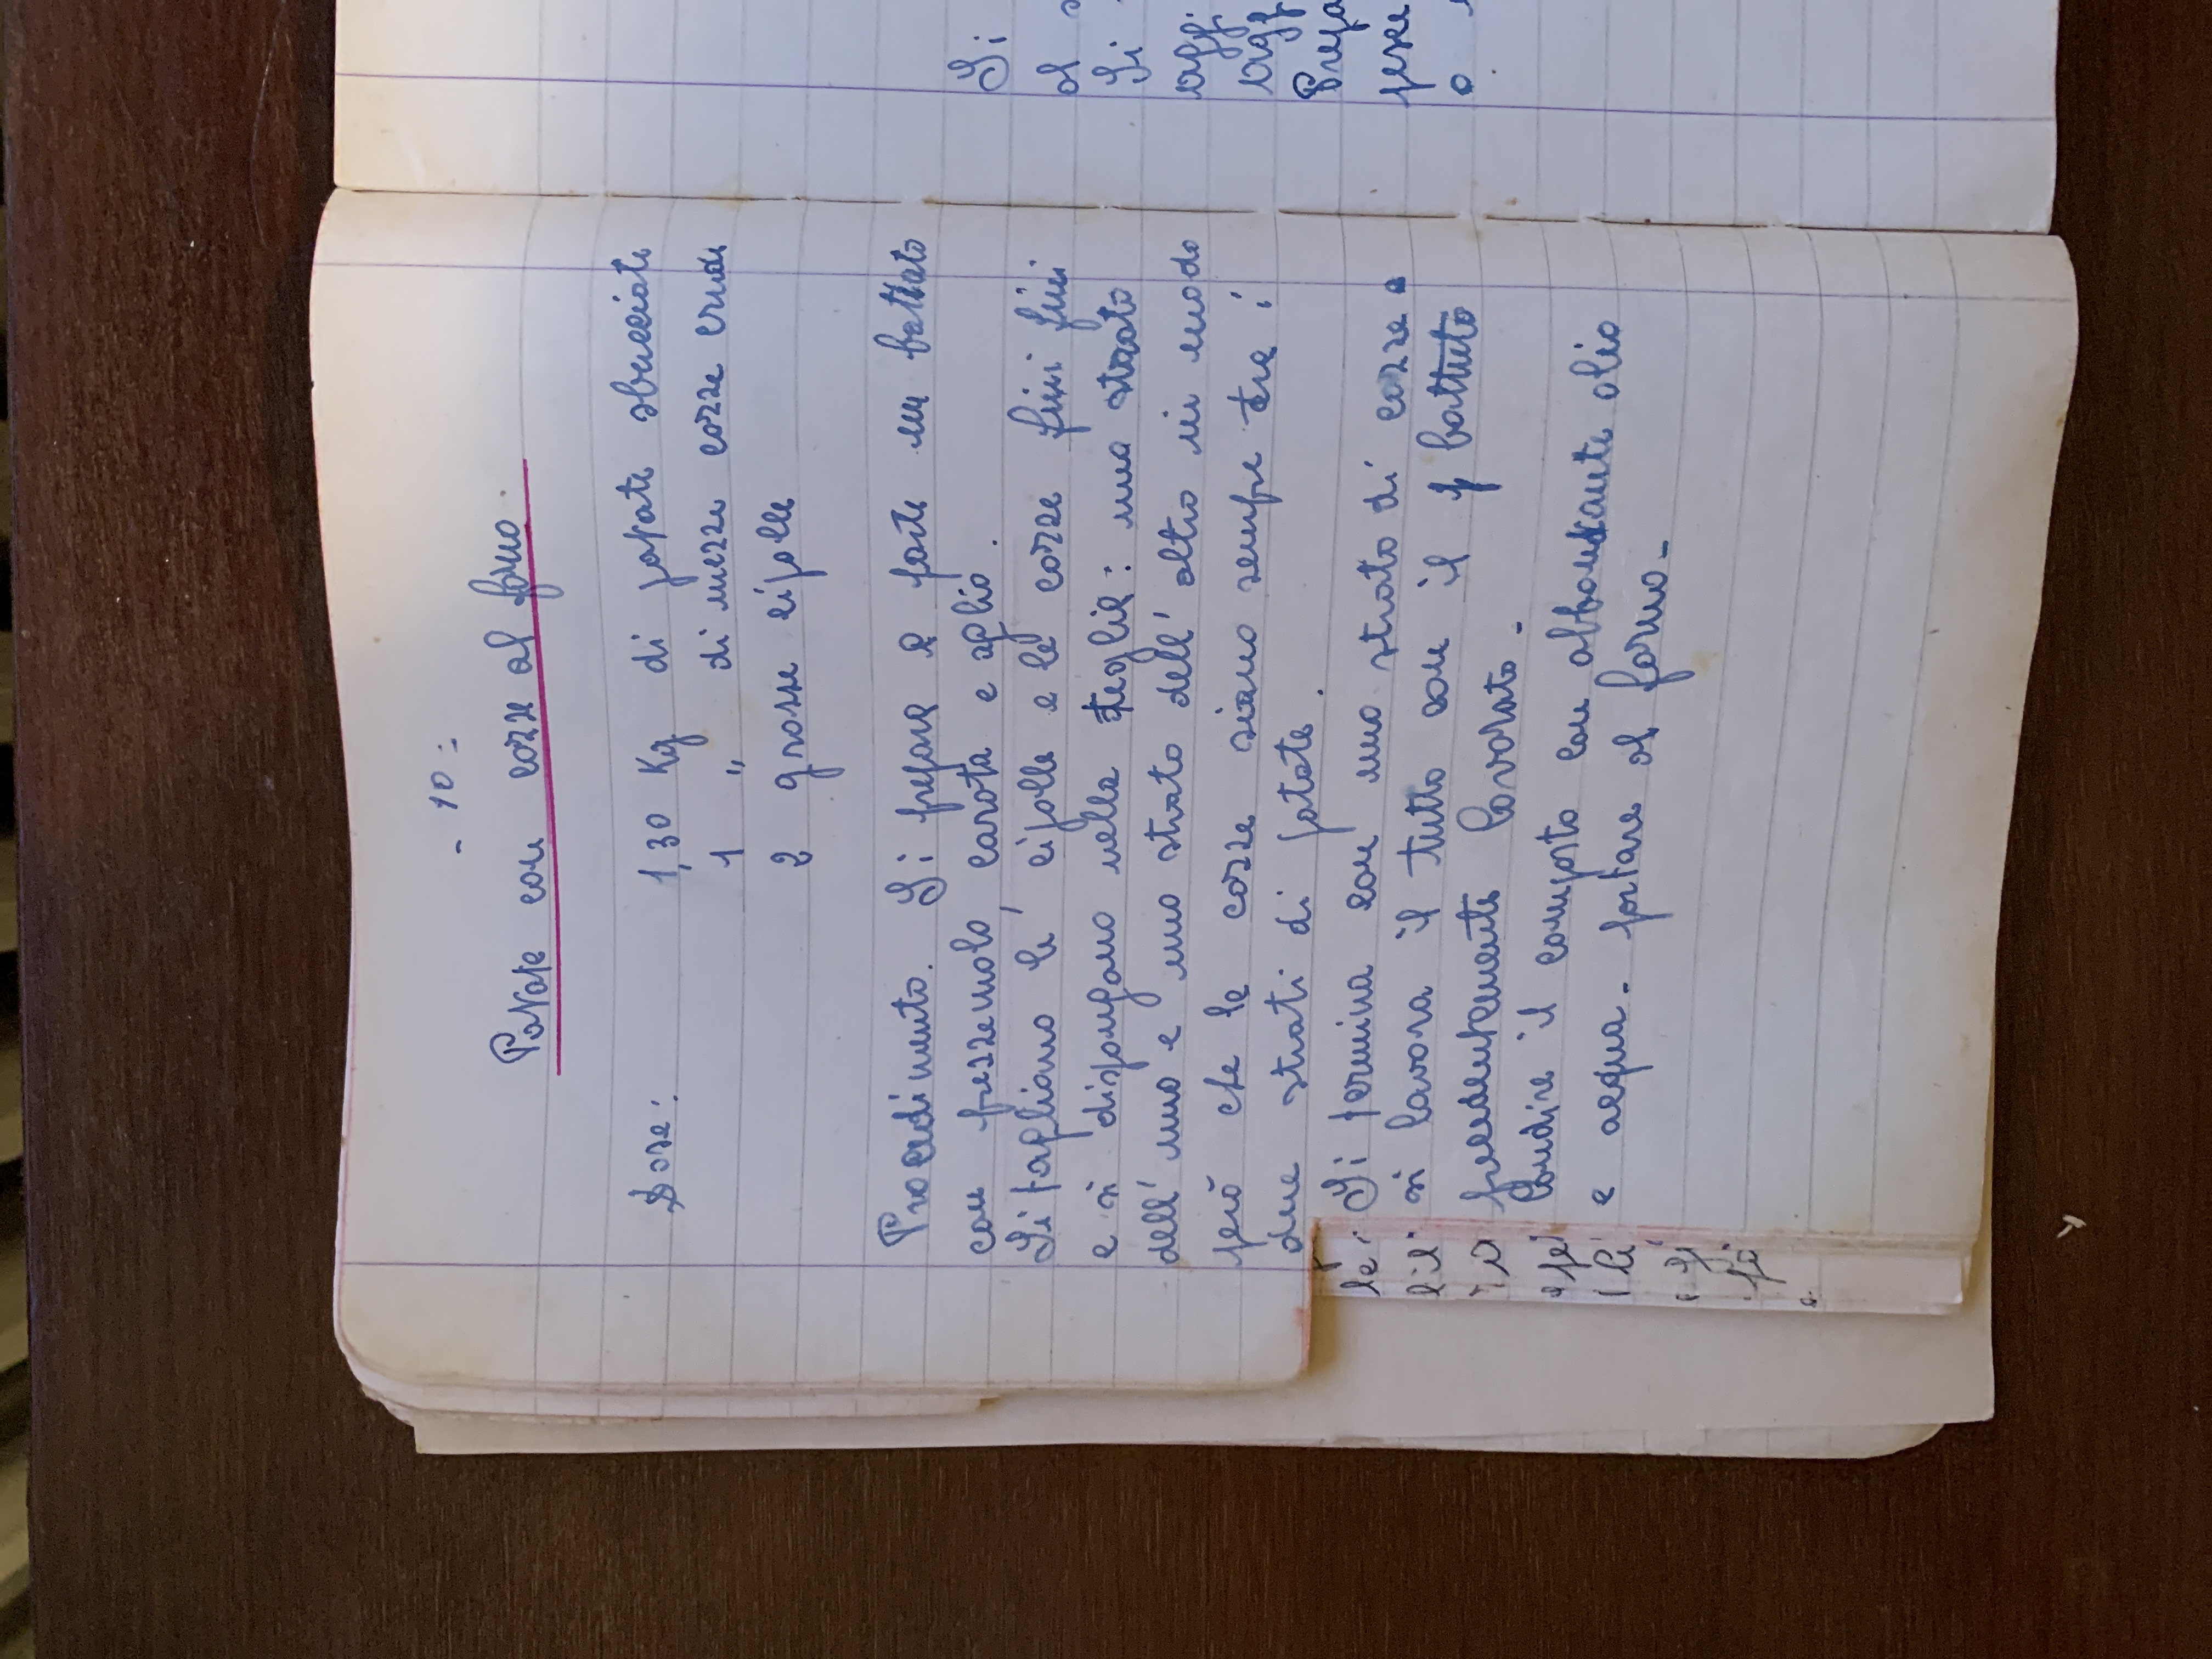 - 10 -
Patate con cozze al forno.
Dose: 1,30 Kg di patate sbucciate
1 " di mezze cozze crude
2 grosse cipolle
Procedimento. Si prepara a parte un battuto
con prezzemolo, carota e aglio.
Si tagliano le cipolle e le cozze fini fini
e si dispongano nella teglia: uno strato
dell'uno e uno strato dell'altro in modo
però che le cozze siano sempre tra i
due strati di patate.
Si termina con uno strato di cozze e
si lavora il tutto con il battuto
precedentemente lavorato -
Condire il composto con abbondante olio
e acqua - portare al forno -
le
lil
li
Si
al
Si
aggi
agg
Prepa
pesce
o